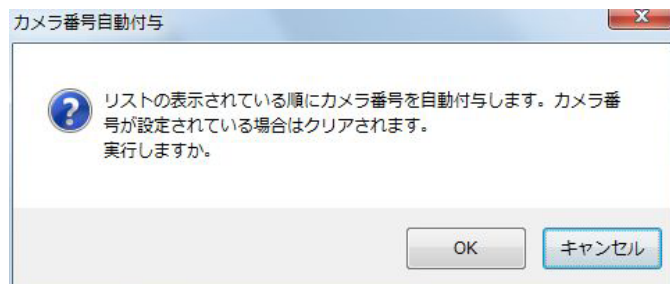 カメラ番号自動付与
リストの表示されている順にカメラ番号を自動付与します。カメラ番
号が設定されている場合はクリアされます。
実行しますか。
OK
キャンセル